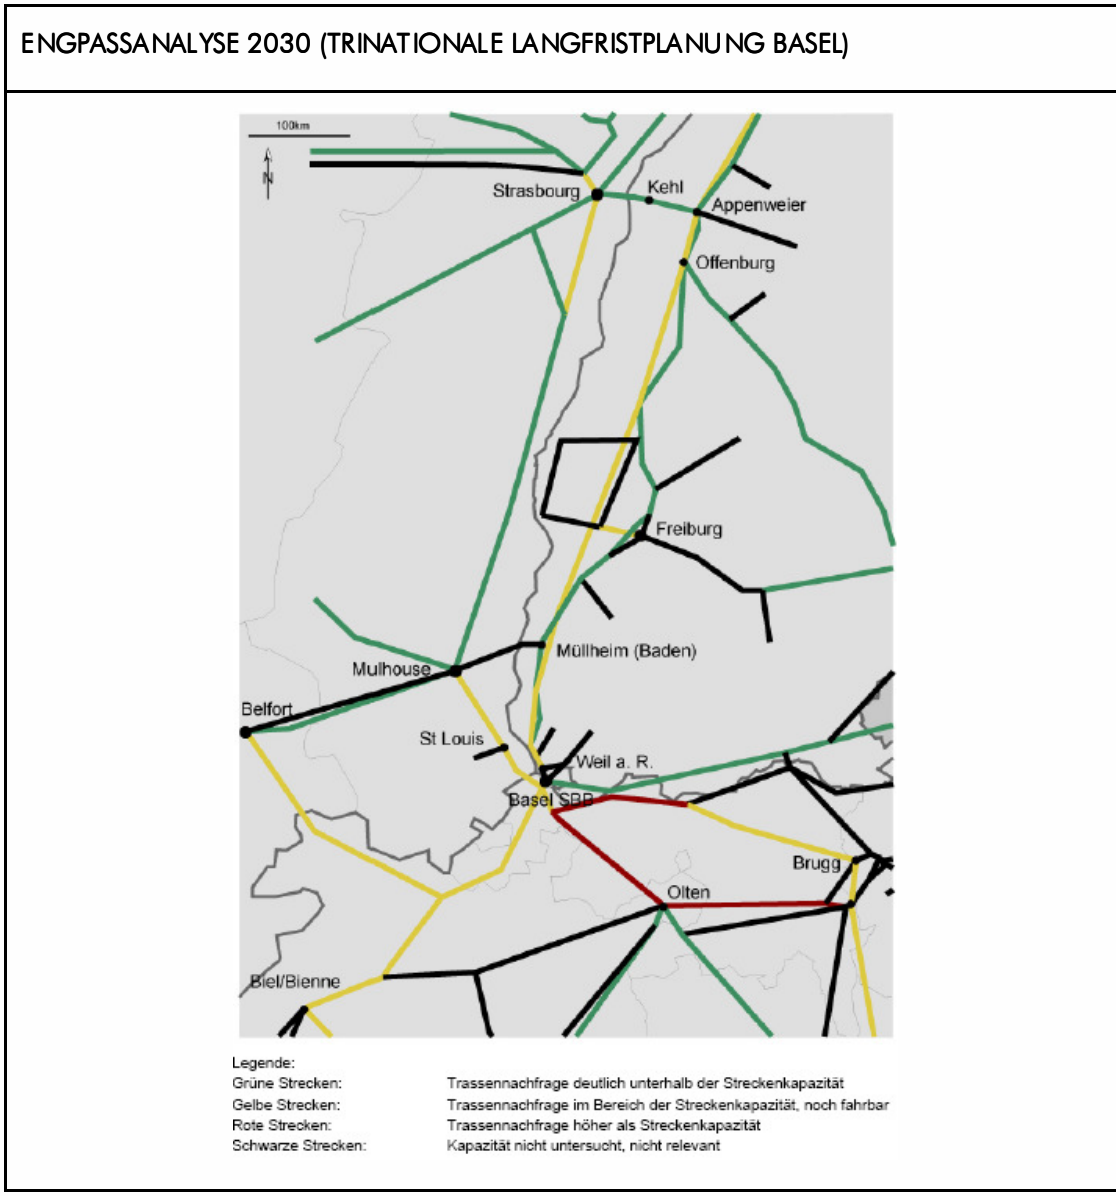 ENGPASSANALYSE 2030 (TRINATIONALE LANGFRISTPLANUNG BASEL)
100km
N
Strasbourg
Kehl
Appenweier
Offenburg
Freiburg
Müllheim (Baden)
Mulhouse
Belfort
St Louis
Weil a. R.
Basel SBB
Brugg
Olten
Biel/Bienne
Legende:
Grüne Strecken: Trassennachfrage deutlich unterhalb der Streckenkapazität
Gelbe Strecken: Trassennachfrage im Bereich der Streckenkapazität, noch fahrbar
Rote Strecken: Trassennachfrage höher als Streckenkapazität
Schwarze Strecken: Kapazität nicht untersucht, nicht relevant